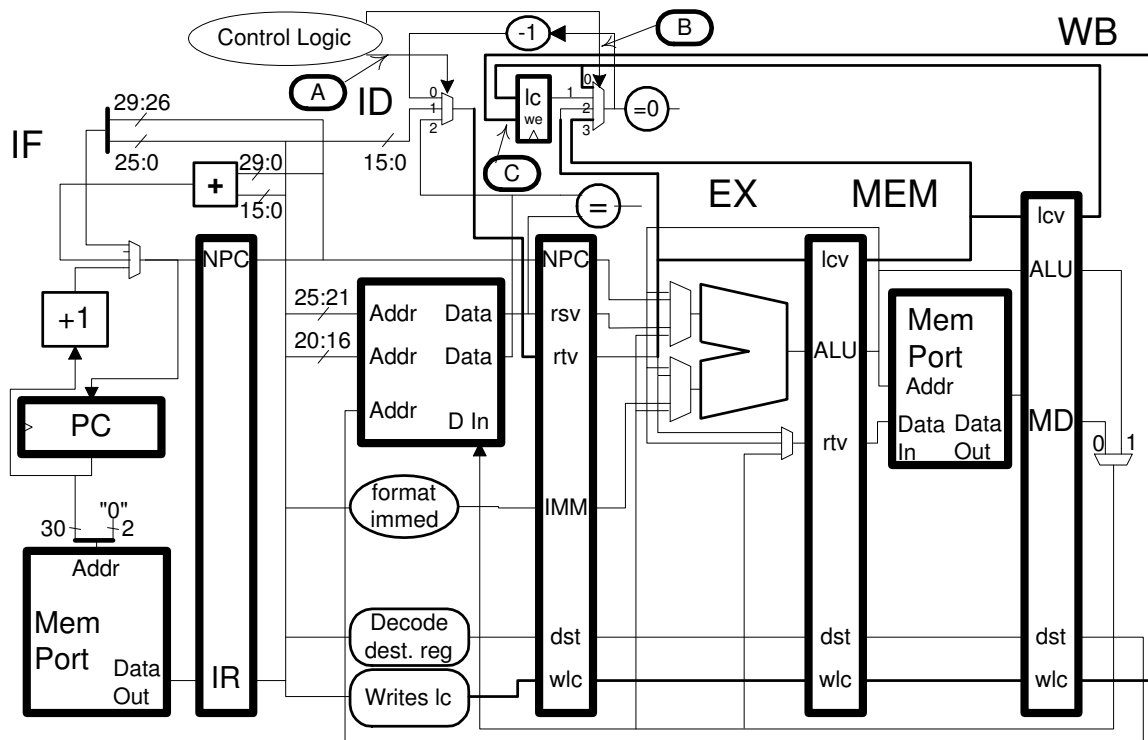 Control Logic
-1
B
WB
A
ID
0
1
2
lc
we
0
1
2
3
=0
29:26
IF
25:0
15:0
C
+
29:0
15:0
=
EX
MEM
lcv
NPC
NPC
lcv
ALU
+1
25:21
Addr
Data
rsv
Mem
Port
20:16
Addr
Data
rtv
ALU
Addr
PC
Addr
D In
rtv
Data
In
Data
Out
MD
0
1
format
immed
IMM
30
"0"
2
Addr
Mem
Port
Data
Out
IR
Decode
dest. reg
dst
dst
dst
Writes lc
wlc
wlc
wlc